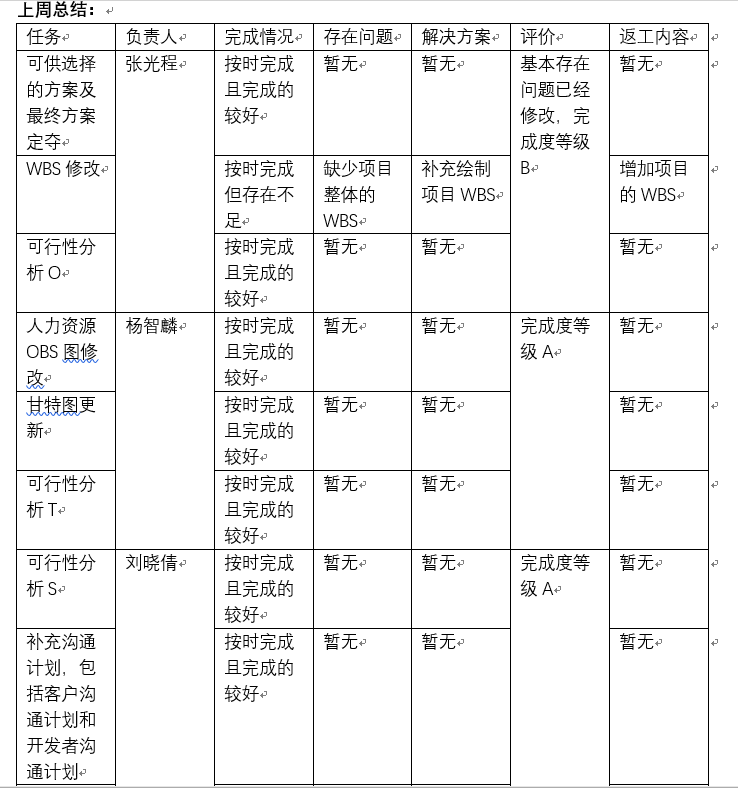 上周总结：
任务 负责人 完成情况 存在问题 解决方案 评价 返工内容
可供选择 张光程 按时完成 暂无 暂无 基本存在 暂无
的方案及 且完成的 问题已经
最终方案 较好 修改，完
定夺 成度等级
WBS 修改 按时完成 缺少项目 补充绘制 B 增加项目
但存在不 整体的 项目 WBS 的 WBS
足 WBS
可行性分 按时完成 暂无 暂无 暂无
析 O 且完成的
较好
人力资源 杨智麟 按时完成 暂无 暂无 完成度等 暂无
OBS 图修 且完成的 级 A
改 较好
甘特图更 按时完成 暂无 暂无 暂无
新 且完成的
较好
可行性分 按时完成 暂无 暂无 暂无
析 T 且完成的
较好
可行性分 刘晓倩 按时完成 暂无 暂无 完成度等 暂无
析 S 且完成的 级 A
较好
补充沟通 按时完成 暂无 暂无 暂无
计划，包 且完成的
括客户沟 较好
通计划和
开发者沟
通计划